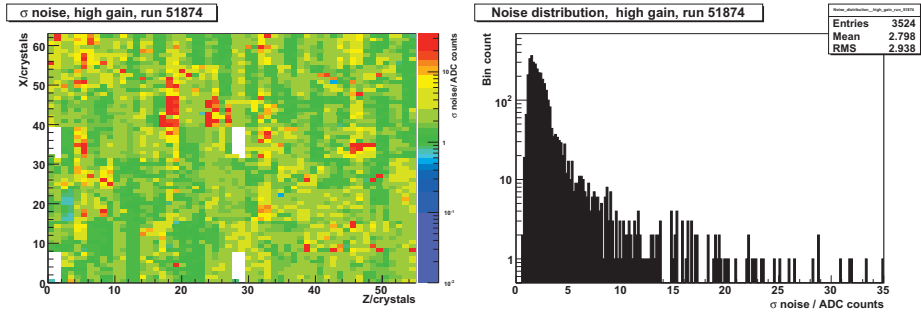 σ noise, high gain, run 51874
X/crystals
60
50
40
30
20
10
0
0 10 20 30 40 50
Z/crystals
σ noise/ ADC counts
10
1
10⁻¹
10⁻²
Noise distribution, high gain, run 51874
Noise_distribution__high_gain_run_51874
Entries 3524
Mean 2.798
RMS 2.938
Bin count
10²
10
1
0 5 10 15 20 25 30 35
σ noise / ADC counts